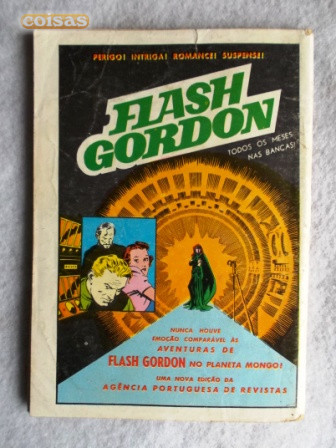 coisas
PERIGO! INTRIGA! ROMANCE! SUSPENSE!
FLASH
GORDON
TODOS OS MESES
NAS BANCAS!
NUNCA HOUVE
EMOÇÃO COMPARÁVEL ÀS
AVENTURAS DE
FLASH GORDON NO PLANETA MONGO!
UMA NOVA EDIÇÃO DA
AGÊNCIA PORTUGUESA DE REVISTAS